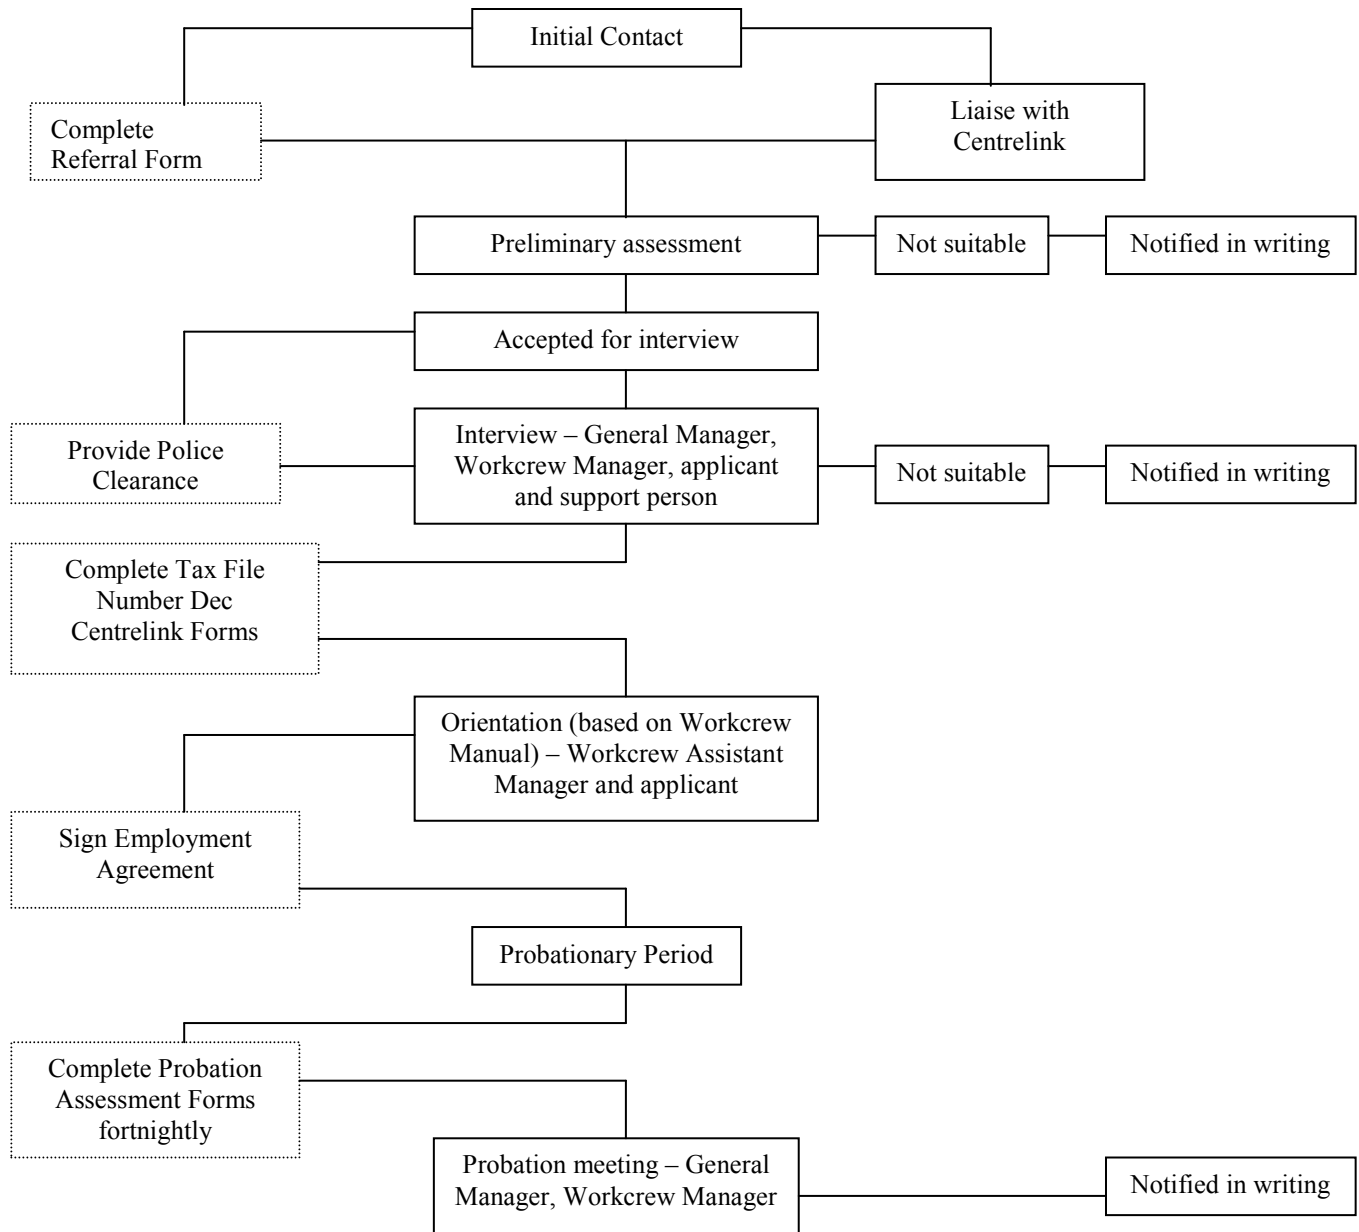 Initial Contact
Complete
Referral Form
Liaise with
Centrelink
Preliminary assessment
Not suitable
Notified in writing
Accepted for interview
Provide Police
Clearance
Interview – General Manager,
Workcrew Manager, applicant
and support person
Not suitable
Notified in writing
Complete Tax File
Number Dec
Centrelink Forms
Orientation (based on Workcrew
Manual) – Workcrew Assistant
Manager and applicant
Sign Employment
Agreement
Probationary Period
Complete Probation
Assessment Forms
fortnightly
Probation meeting – General
Manager, Workcrew Manager
Notified in writing